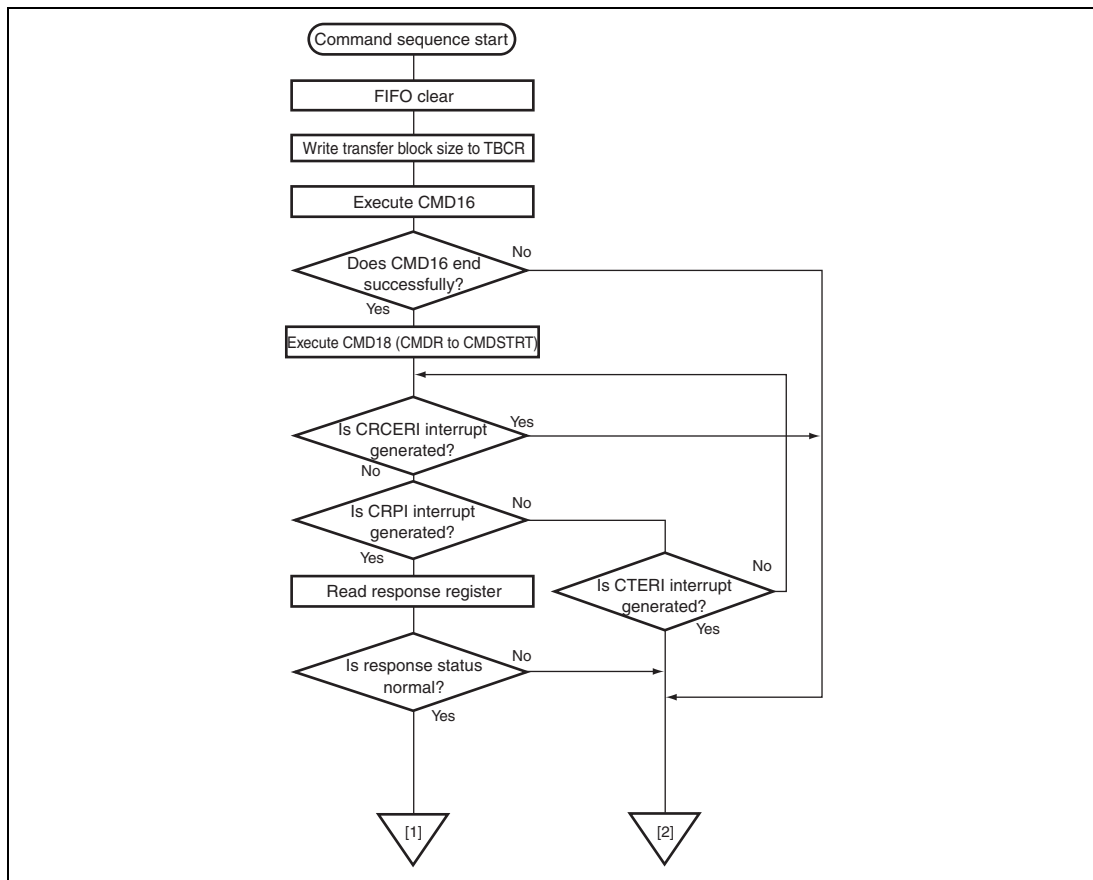 Command sequence start
FIFO clear
Write transfer block size to TBCR
Execute CMD16
Does CMD16 end
successfully?
No
Yes
Execute CMD18 (CMDR to CMDSTRT)
Is CRCERI interrupt
generated?
Yes
No
Is CRPI interrupt
generated?
No
Yes
Is CTERI interrupt
generated?
No
Yes
Read response register
Is response status
normal?
No
Yes
[1]
[2]